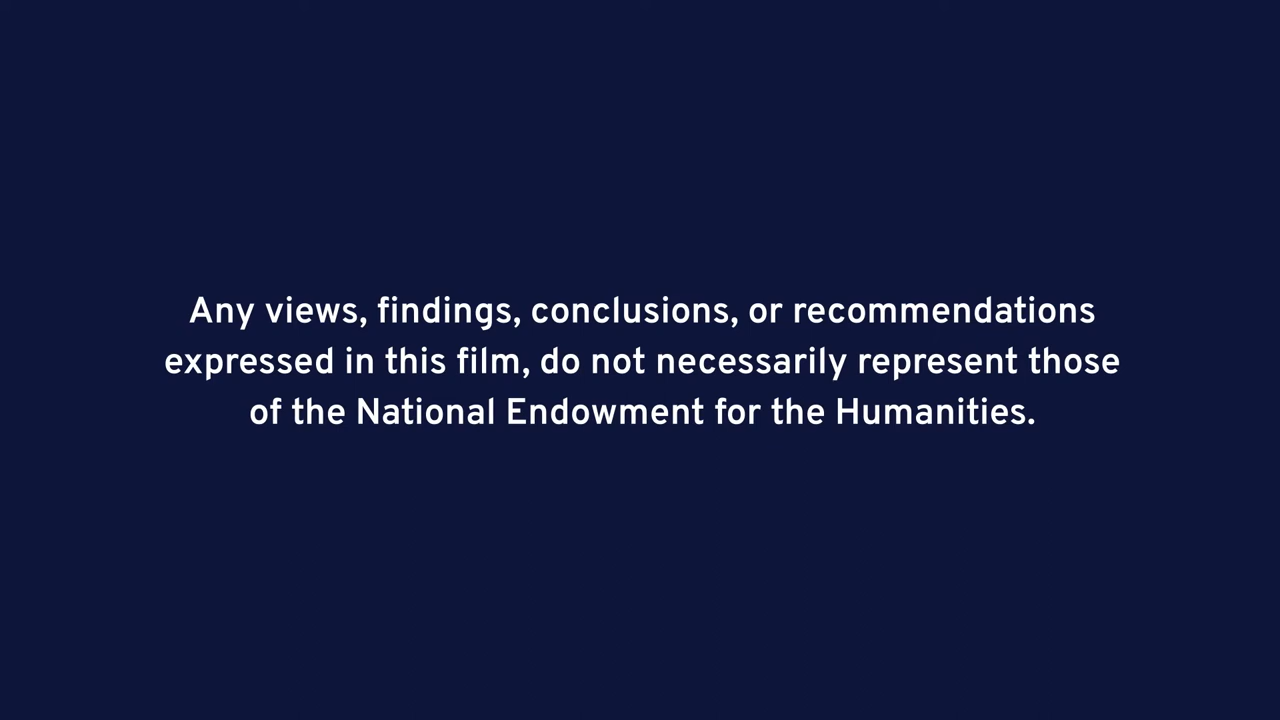 Any views, findings, conclusions, or recommendations
expressed in this film, do not necessarily represent those
of the National Endowment for the Humanities.